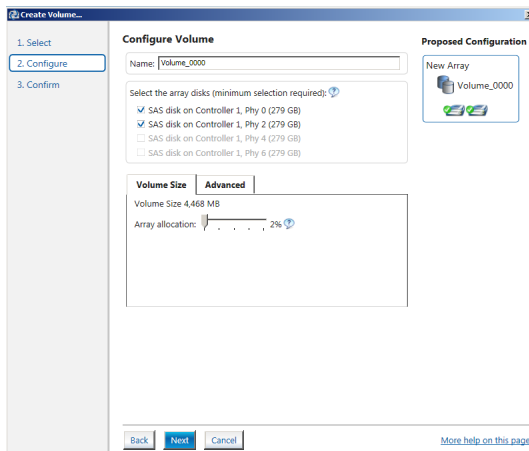 Create Volume...
1. Select
2. Configure
3. Confirm
Configure Volume
Name: Volume_0000
Select the array disks (minimum selection required):
SAS disk on Controller 1, Phy 0 (279 GB)
SAS disk on Controller 1, Phy 2 (279 GB)
SAS disk on Controller 1, Phy 4 (279 GB)
SAS disk on Controller 1, Phy 6 (279 GB)
Volume Size Advanced
Volume Size 4,468 MB
Array allocation: 2%
Proposed Configuration
New Array
Volume_0000
Back Next Cancel
More help on this page